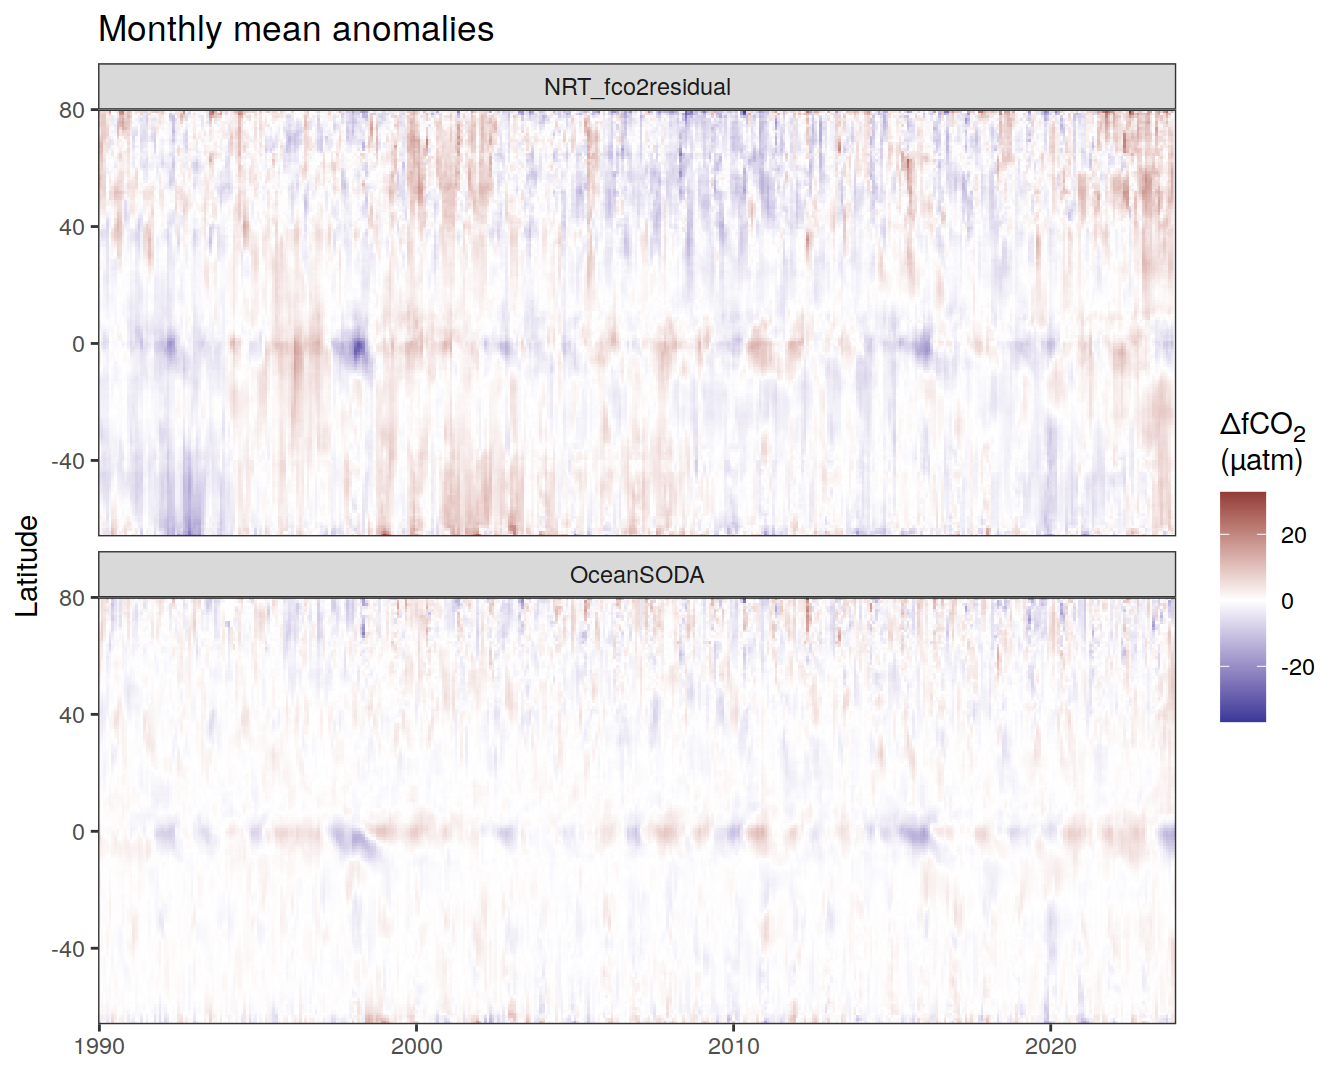 Monthly mean anomalies
NRT_fco2residual
80
40
0
-40
OceanSODA
80
40
0
-40
1990
2000
2010
2020
Latitude
ΔfCO₂
(µatm)
20
0
-20